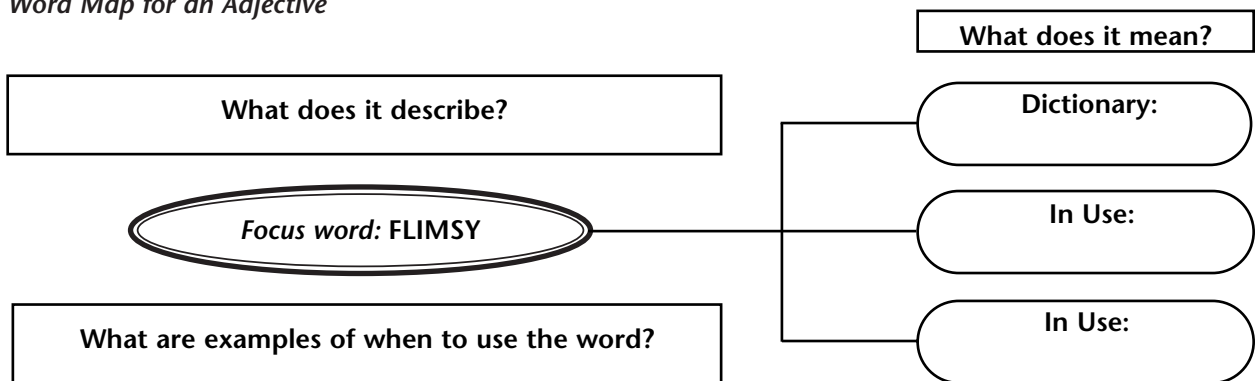 Word Map for an Adjective
What does it mean?
What does it describe?
Dictionary:
Focus word: FLIMSY
In Use:
What are examples of when to use the word?
In Use: